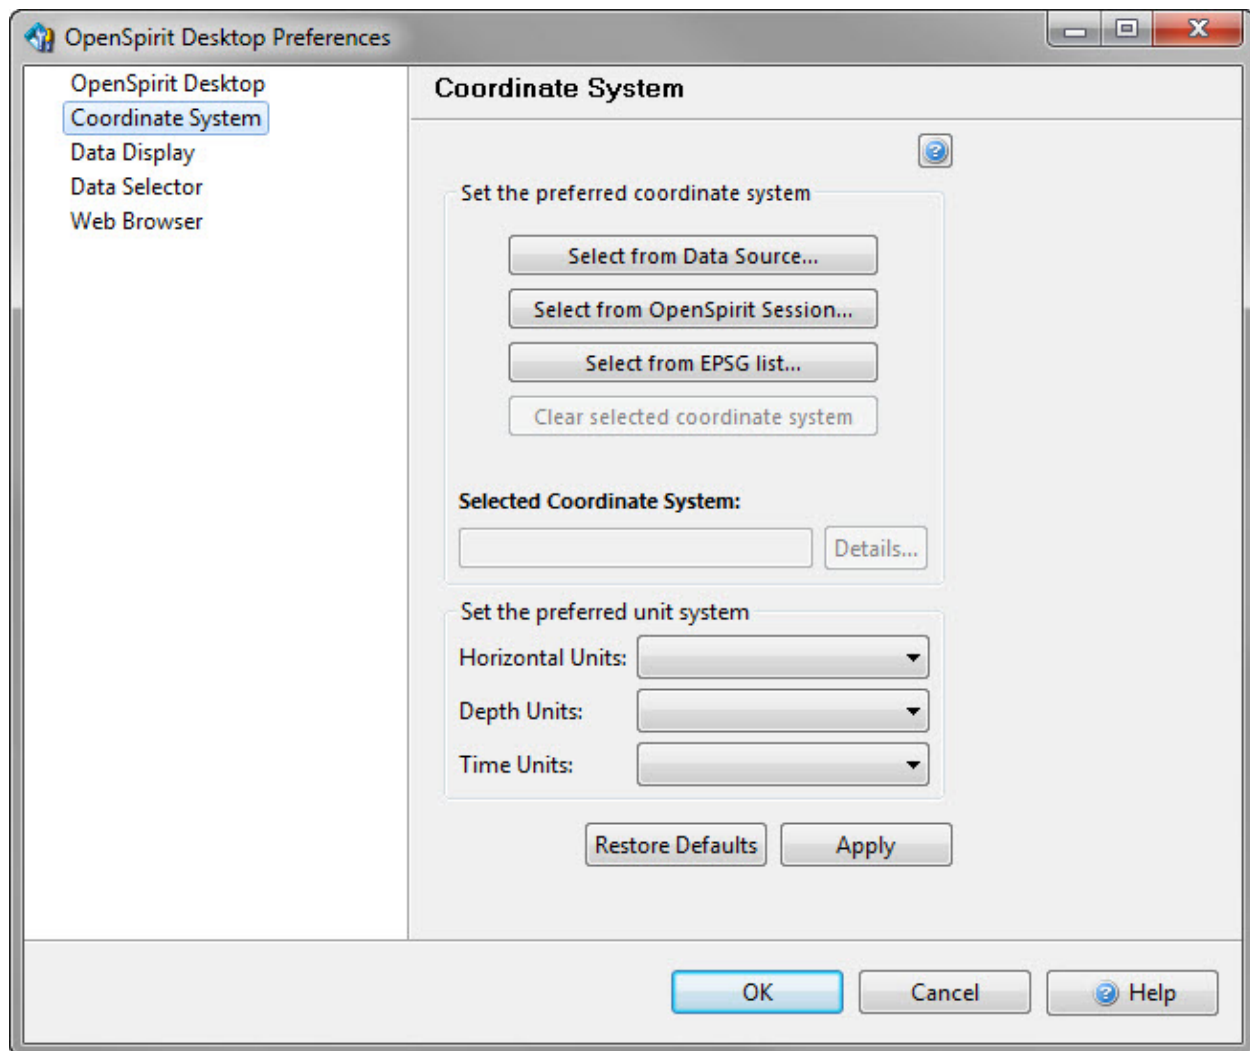 OpenSpirit Desktop Preferences
OpenSpirit Desktop
Coordinate System
Data Display
Data Selector
Web Browser
Coordinate System
Set the preferred coordinate system
Select from Data Source...
Select from OpenSpirit Session...
Select from EPSG list...
Clear selected coordinate system
Selected Coordinate System:
Details...
Set the preferred unit system
Horizontal Units:
Depth Units:
Time Units:
Restore Defaults Apply
OK Cancel Help